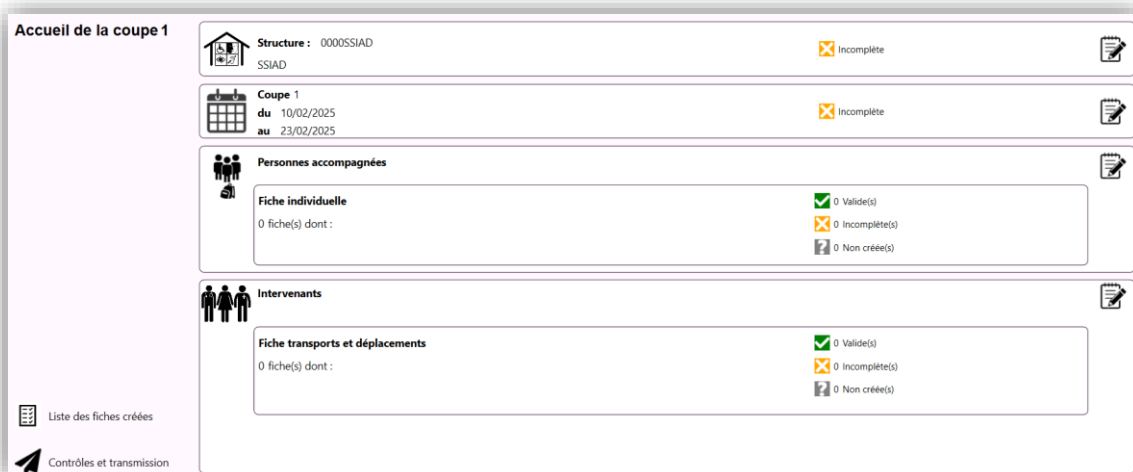 Accueil de la coupe 1
Structure : 0000SSIAD
SSIAD
Incomplète
Coupe 1
du 10/02/2025
au 23/02/2025
Incomplète
Personnes accompagnées
Fiche individuelle
0 fiche(s) dont :
0 Valide(s)
0 Incomplète(s)
0 Non créée(s)
Intervenants
Fiche transports et déplacements
0 fiche(s) dont :
0 Valide(s)
0 Incomplète(s)
0 Non créée(s)
Liste des fiches créées
Contrôles et transmission